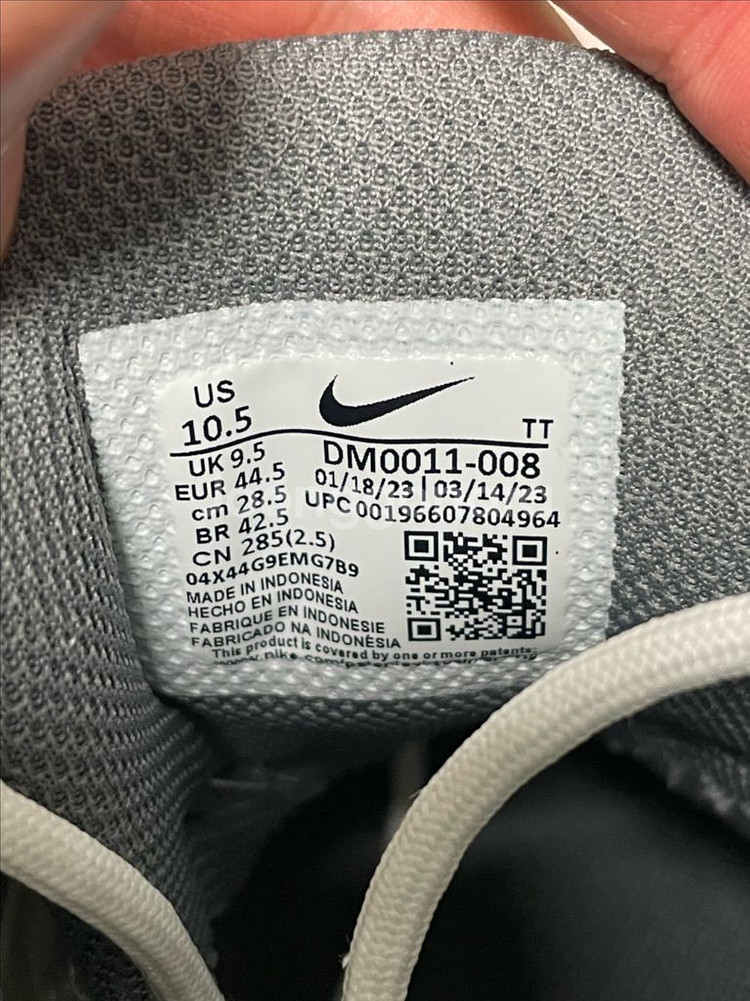 US
10.5
TT
UK 9.5
EUR 44.5
cm 28.5
BR 42.5
CN 285(2.5)
DM0011-008
01/18/23 | 03/14/23
UPC 00196607804964
04X44G9EMG7B9
MADE IN INDONESIA
HECHO EN INDONESIA
FABRIQUE EN INDONESIE
FABRICADO NA INDONÉSIA
This product is covered by one or more patents: